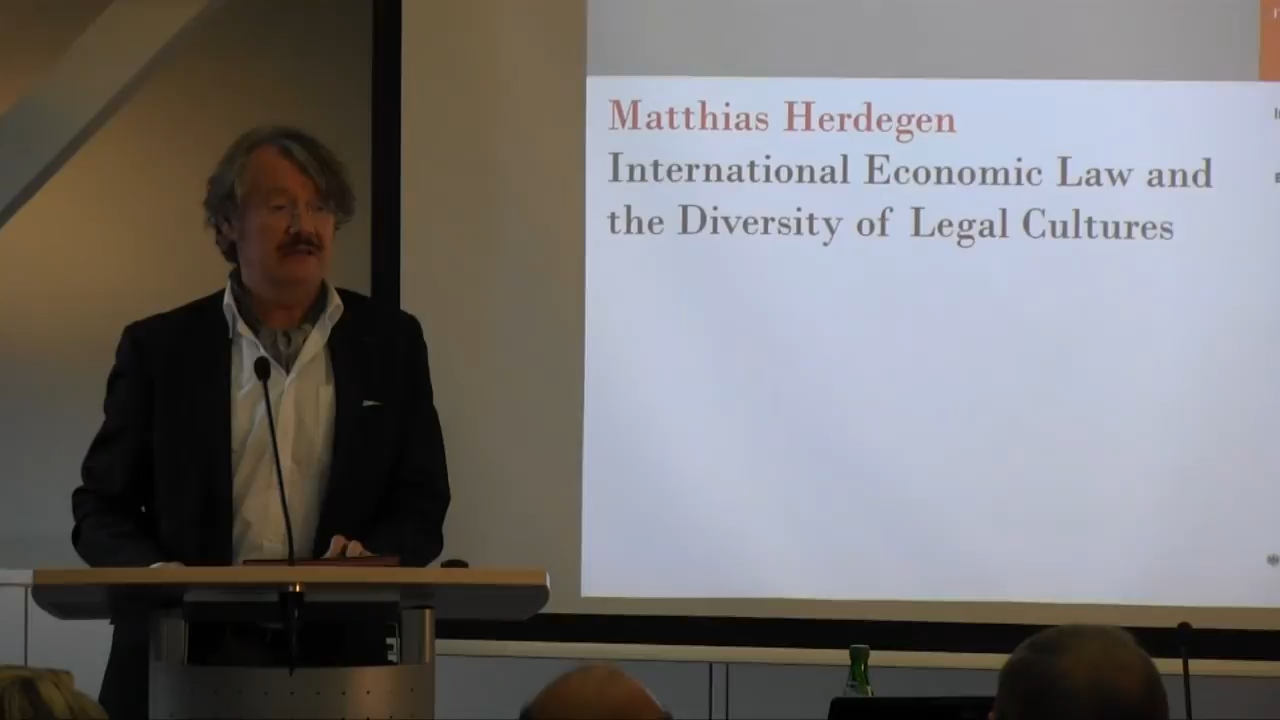 Matthias Herdegen
International Economic Law and
the Diversity of Legal Cultures